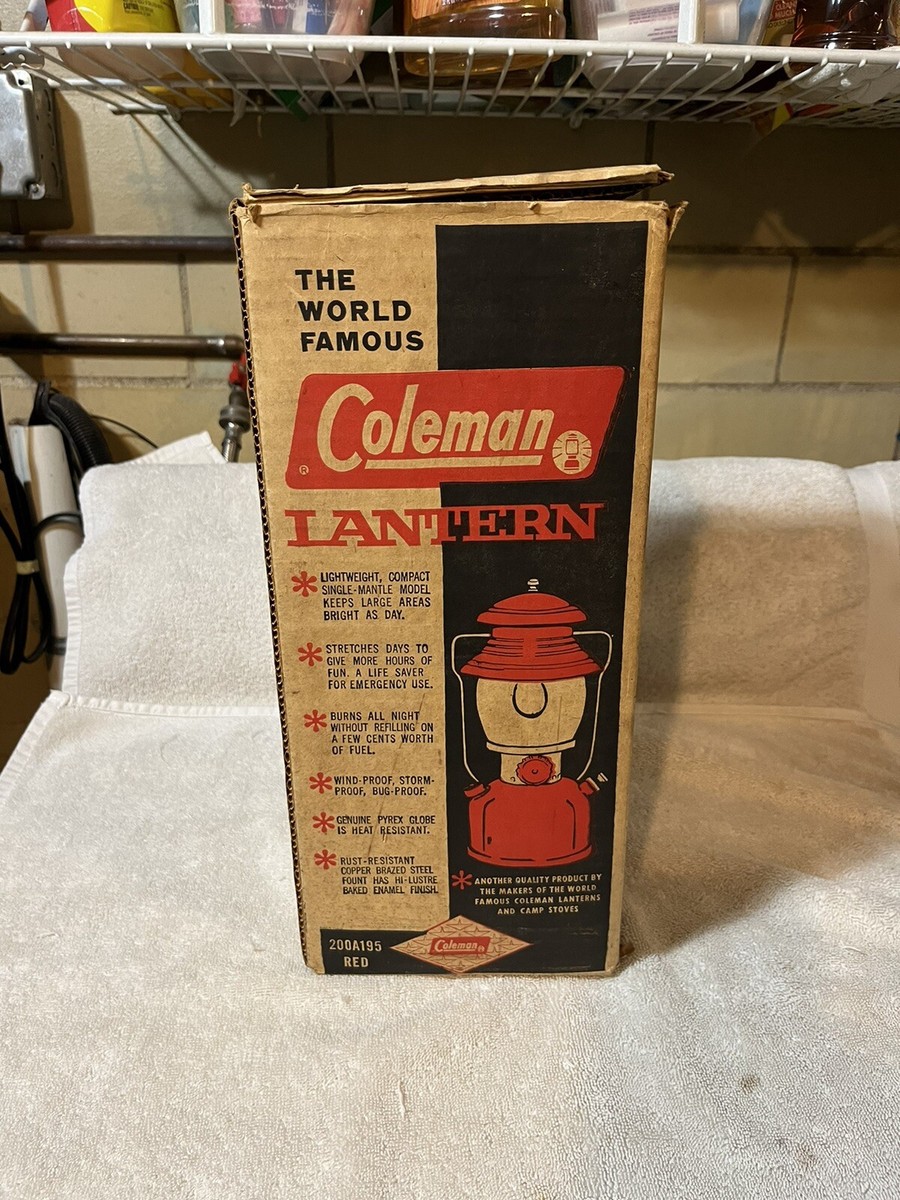 THE
WORLD
FAMOUS
Coleman
®
LANTERN
* LIGHTWEIGHT, COMPACT
SINGLE-MANTLE MODEL
KEEPS LARGE AREAS
BRIGHT AS DAY.
* STRETCHES DAYS TO
GIVE MORE HOURS OF
FUN. A LIFE SAVER
FOR EMERGENCY USE.
* BURNS ALL NIGHT
WITHOUT REFILLING ON
A FEW CENTS WORTH
OF FUEL.
* WIND-PROOF, STORM-
PROOF, BUG-PROOF.
* GENUINE PYREX GLOBE
IS HEAT RESISTANT.
* RUST-RESISTANT
COPPER BRAZED STEEL
FOUNT HAS HI-LUSTRE
BAKED ENAMEL FINISH.
* ANOTHER QUALITY PRODUCT BY
THE MAKERS OF THE WORLD
FAMOUS COLEMAN LANTERNS
AND CAMP STOVES
200A195
RED
Coleman®